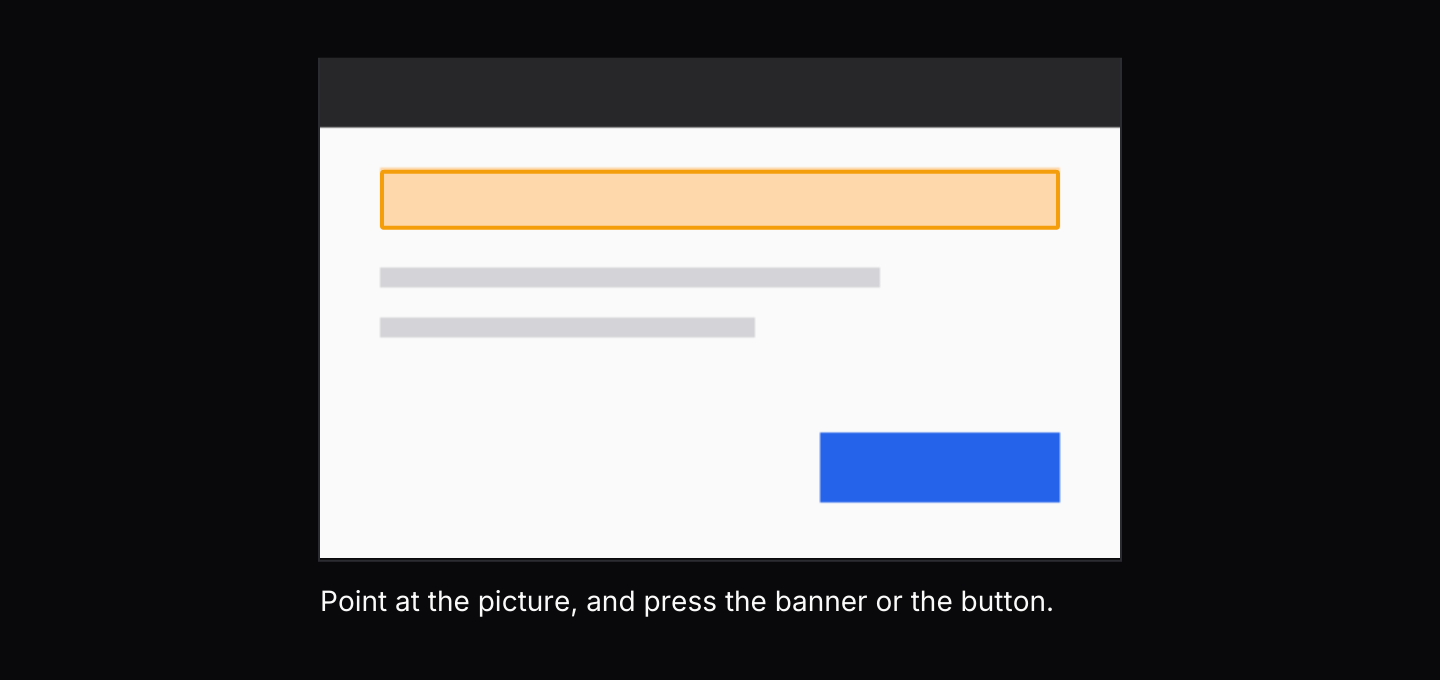 Point at the picture, and press the banner or the button.